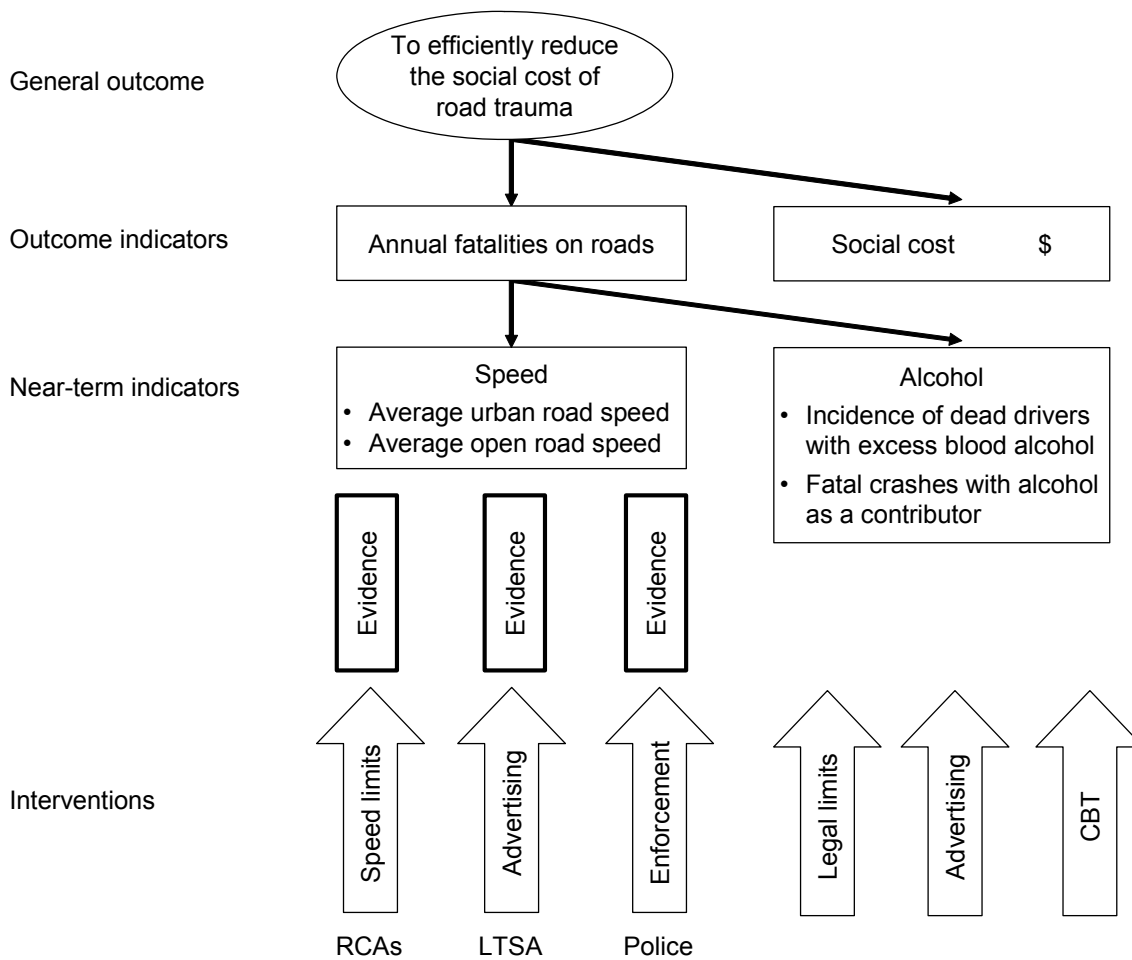 General outcome
To efficiently reduce
the social cost of
road trauma
Outcome indicators
Annual fatalities on roads
Social cost $
Near-term indicators
Speed
• Average urban road speed
• Average open road speed
Alcohol
• Incidence of dead drivers
with excess blood alcohol
• Fatal crashes with alcohol
as a contributor
Evidence
Evidence
Evidence
Interventions
Speed limits
Advertising
Enforcement
Legal limits
Advertising
CBT
RCAs
LTSA
Police